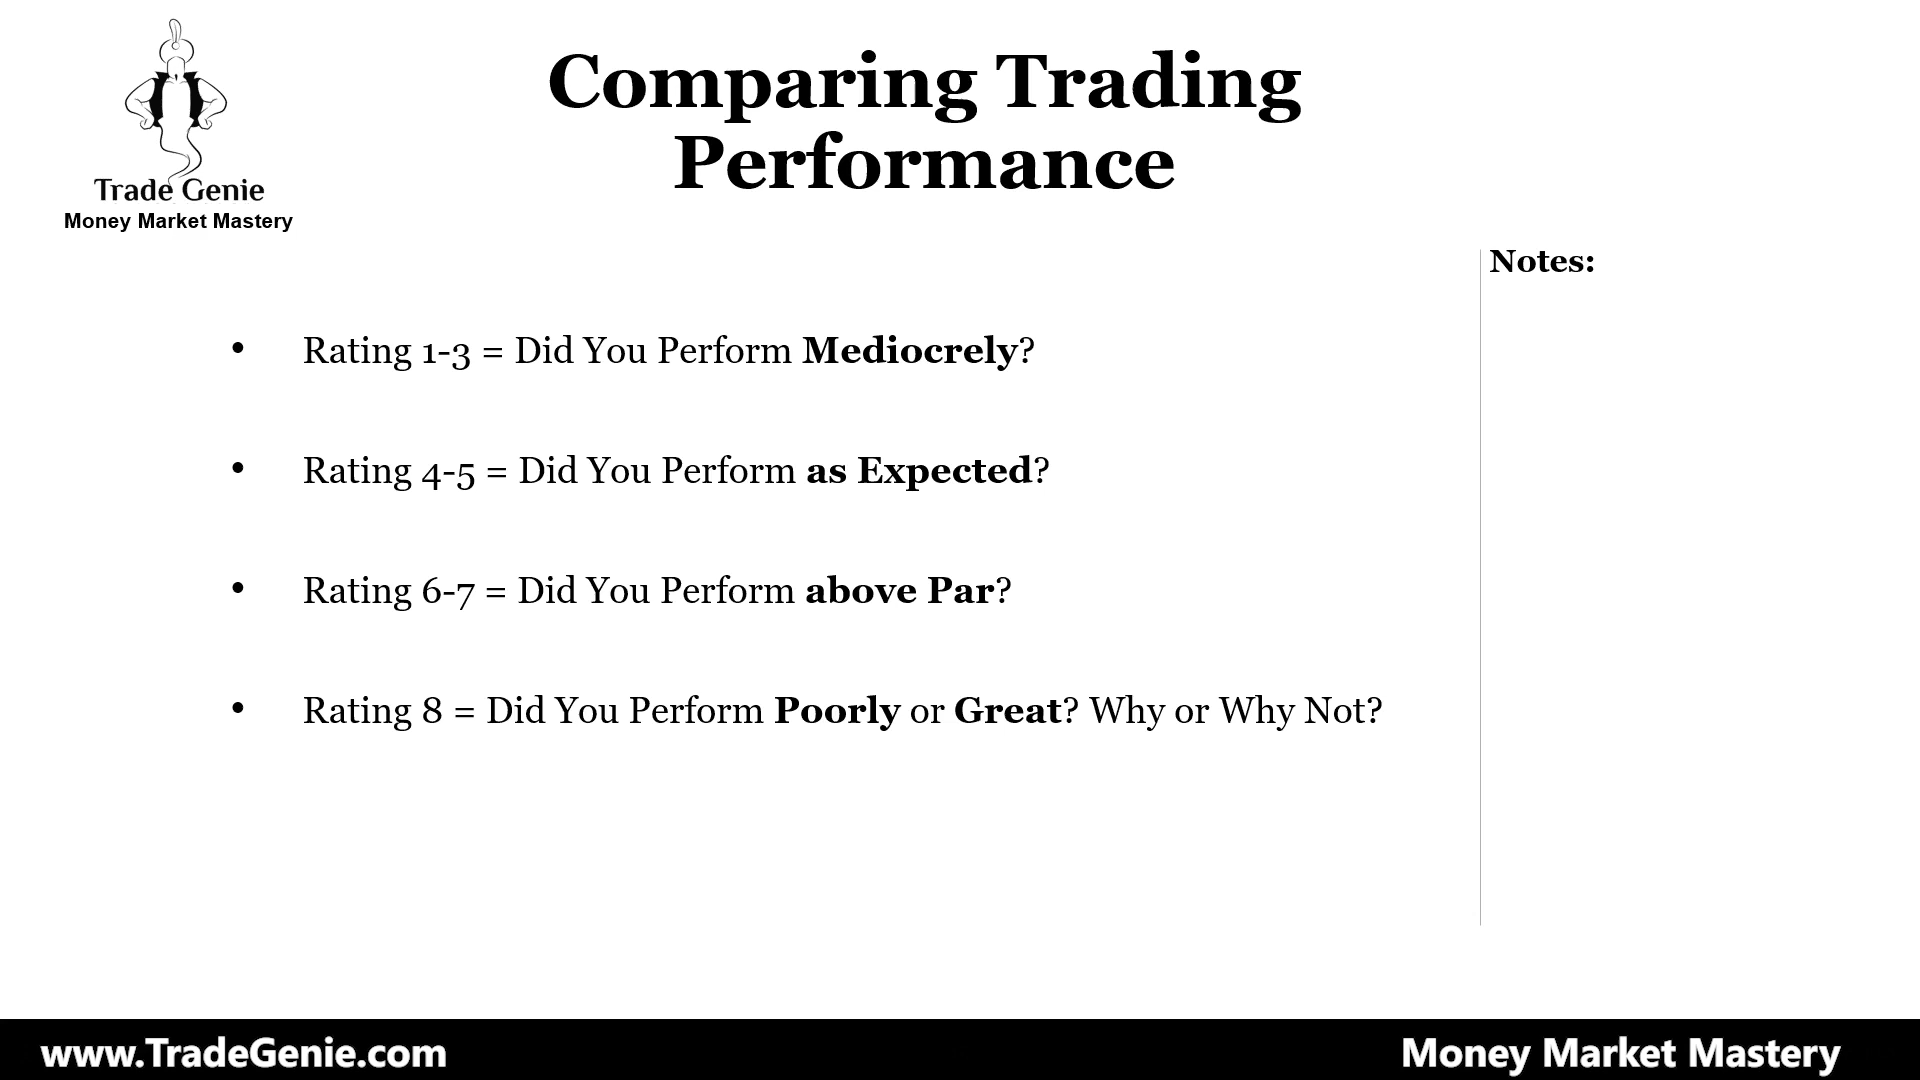 Trade Genie
Money Market Mastery
Comparing Trading
Performance
Notes:
• Rating 1-3 = Did You Perform Mediocrely?
• Rating 4-5 = Did You Perform as Expected?
• Rating 6-7 = Did You Perform above Par?
• Rating 8 = Did You Perform Poorly or Great? Why or Why Not?
www.TradeGenie.com
Money Market Mastery